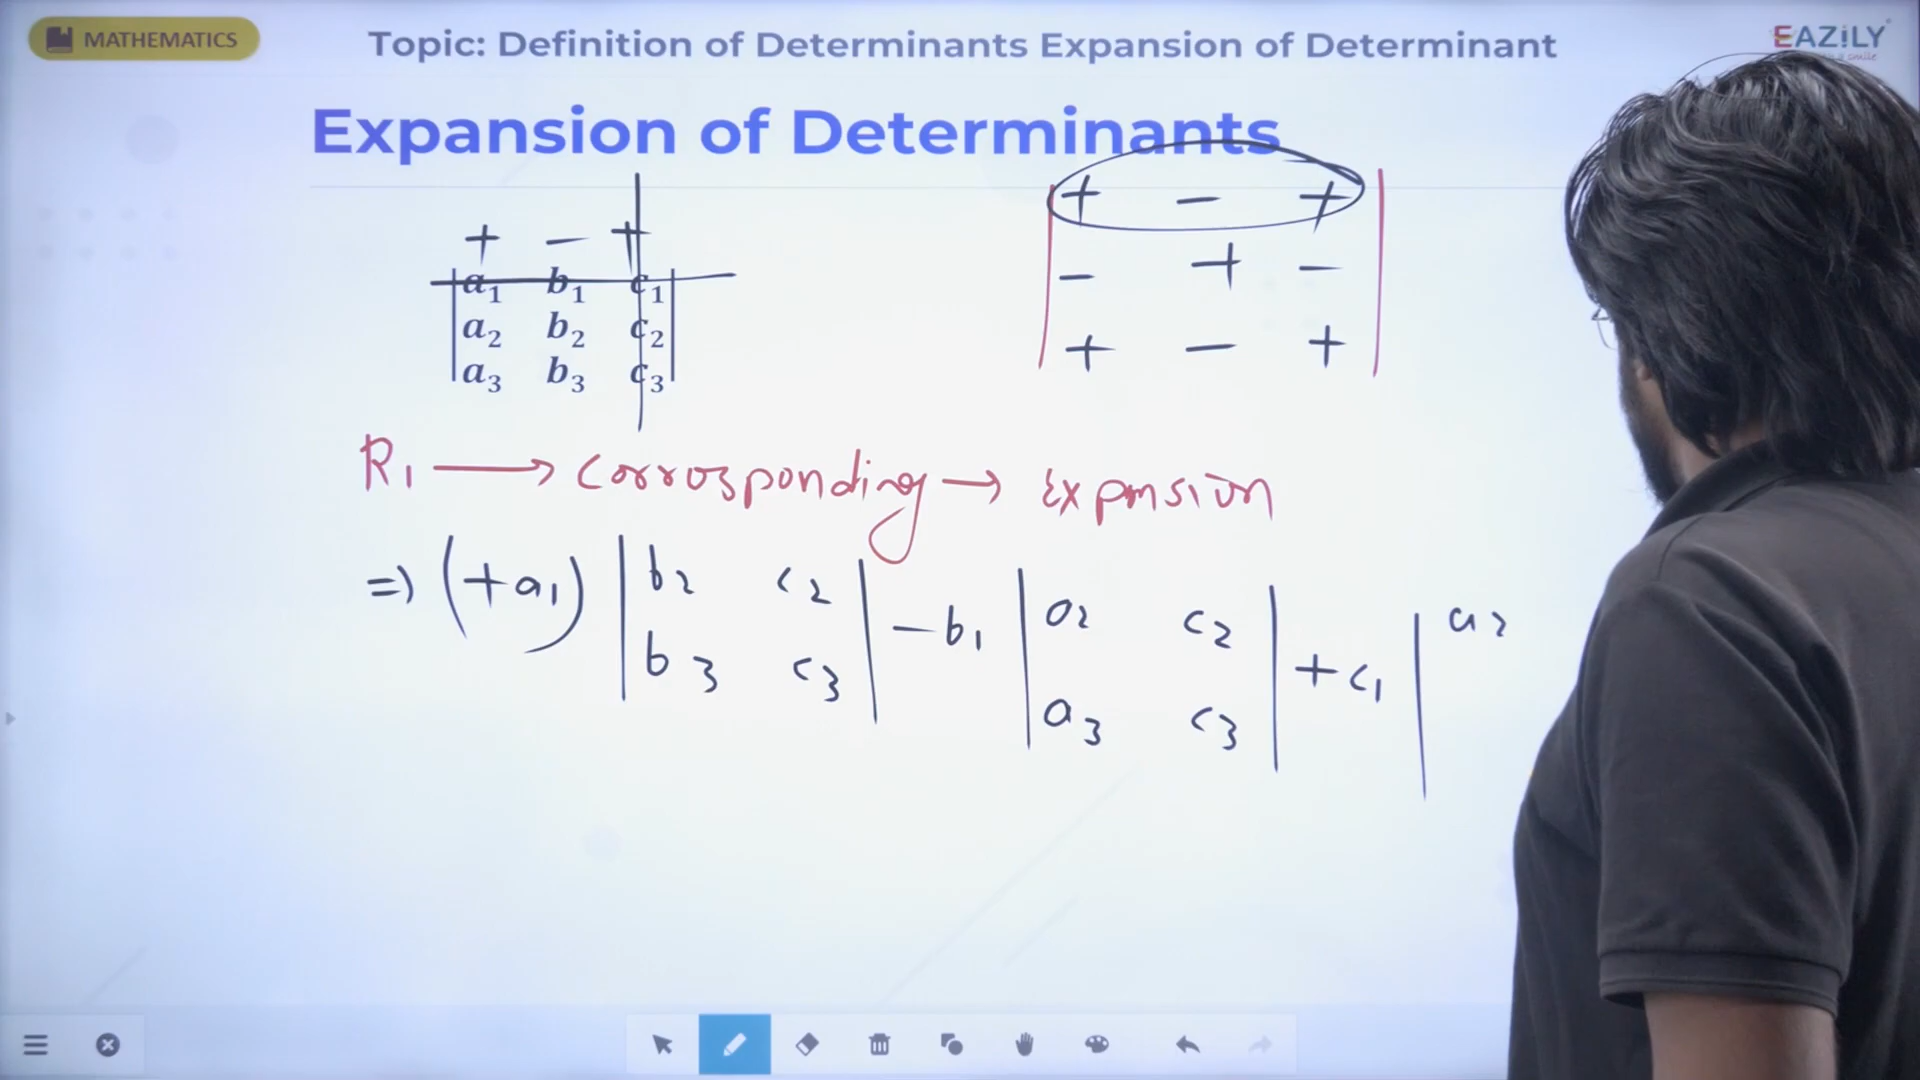 MATHEMATICS
Topic: Definition of Determinants Expansion of Determinant
EAZiLY
Expansion of Determinants
+ − +
a₁ b₁ c₁
a₂ b₂ c₂
a₃ b₃ c₃
+ − +
− + −
+ − +
R₁ → Corrosponding → Expnsion
⇒ (+a₁) | b₂ c₂ | − b₁ | a₂ c₂ | + c₁ | a₂
b₃ c₃ | a₃ c₃